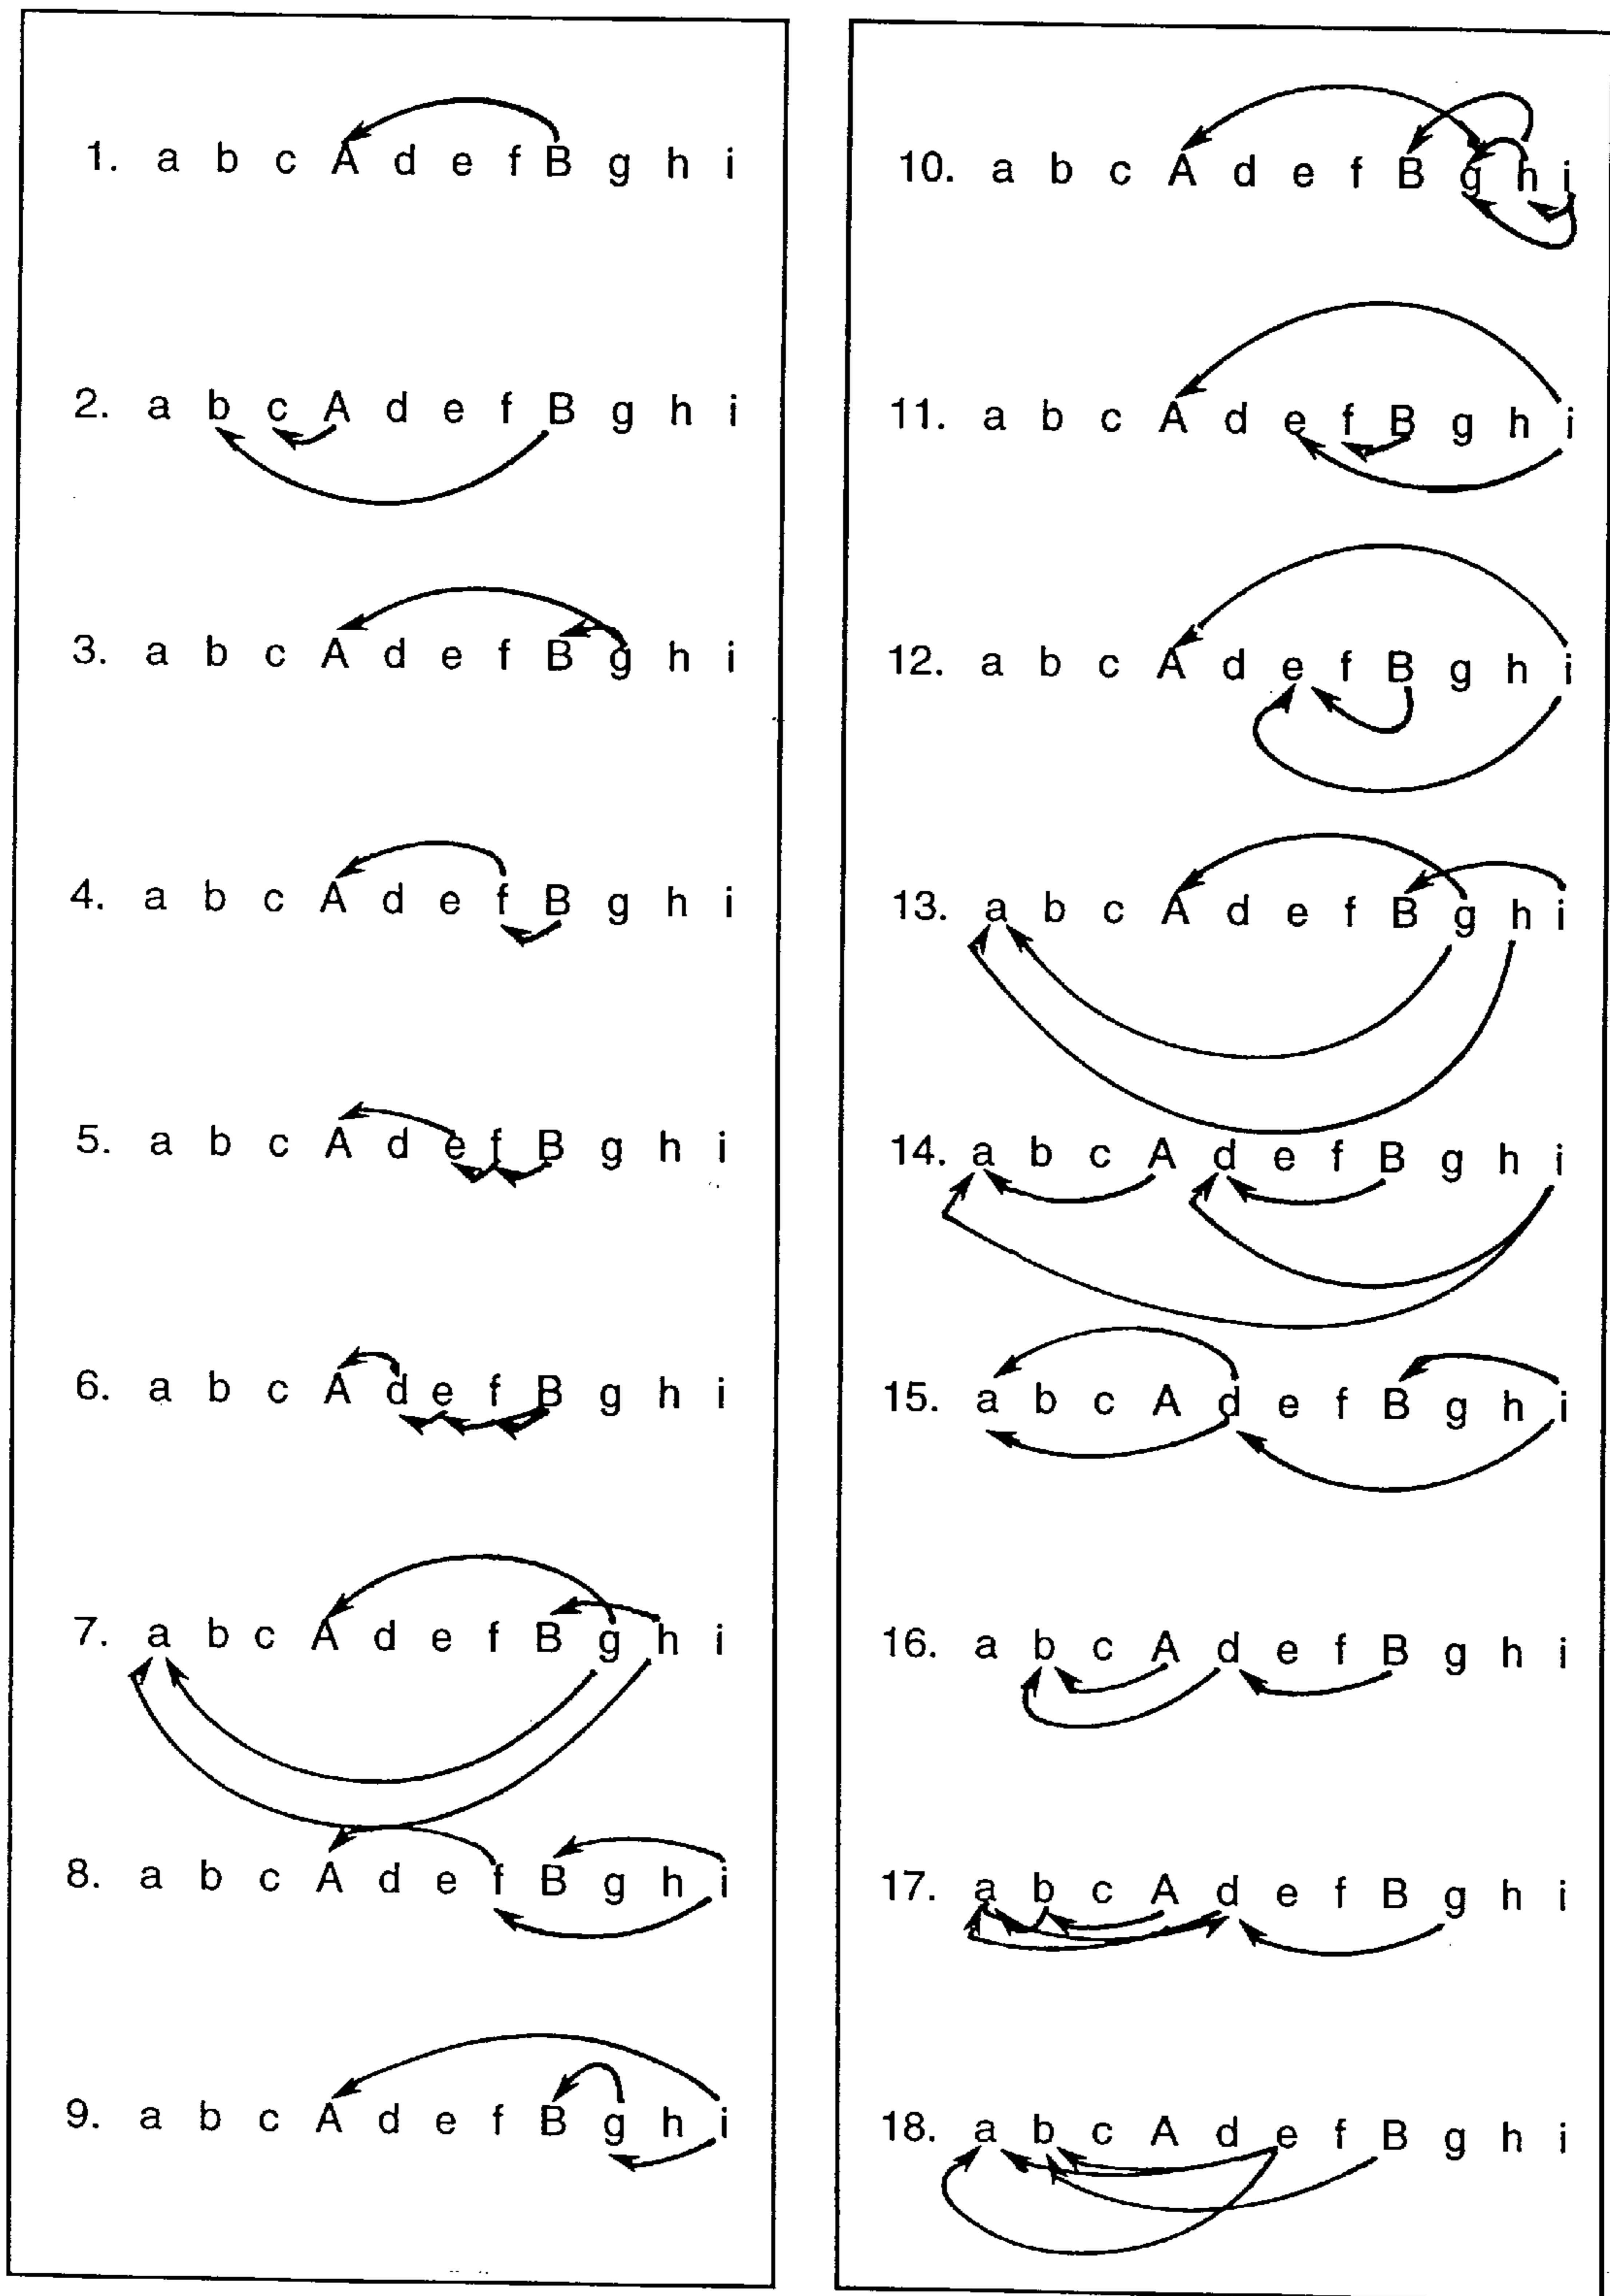 1. a b c A d e f B g h i
2. a b c A d e f B g h i
3. a b c A d e f B g h i
4. a b c A d e f B g h i
5. a b c A d e f B g h i
6. a b c A d e f B g h i
7. a b c A d e f B g h i
8. a b c A d e f B g h i
9. a b c A d e f B g h i
10. a b c A d e f B g h i
11. a b c A d e f B g h i
12. a b c A d e f B g h i
13. a b c A d e f B g h i
14. a b c A d e f B g h i
15. a b c A d e f B g h i
16. a b c A d e f B g h i
17. a b c A d e f B g h i
18. a b c A d e f B g h i